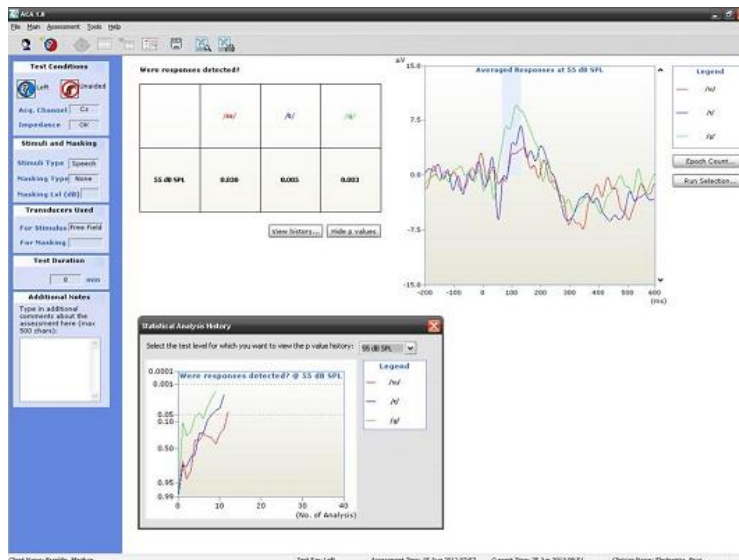 ACA 1.0
File Main Assessment Tools Help
Test Conditions
Left Unaided
Acq. Channel Cz
Impedance OK
Stimuli and Masking
Stimuli Type Speech
Masking Type None
Masking Lvl (dB)
Transducers Used
For Stimulus Free Field
For Masking
Test Duration
0 min
Additional Notes
Type in additional
comments about the
assessment here (max
500 chars):
Were responses detected?
/m/ /t/ /g/
55 dB SPL 0.030 0.005 0.003
View history... Hide p values
µV
Averaged Responses at 55 dB SPL
15.0
7.5
0.0
-7.5
-15.0
-200 -100 0 100 200 300 400 500 600
(ms)
Legend
/m/
/t/
/g/
Epoch Count...
Run Selection...
Statistical Analysis History
Select the test level for which you want to view the p value history: 55 dB SPL
Were responses detected? @ 55 dB SPL
0.0001
0.001
0.05
0.10
0.50
0.95
0.99
0 10 20 30 40
(No. of Analysis)
Legend
/m/
/t/
/g/